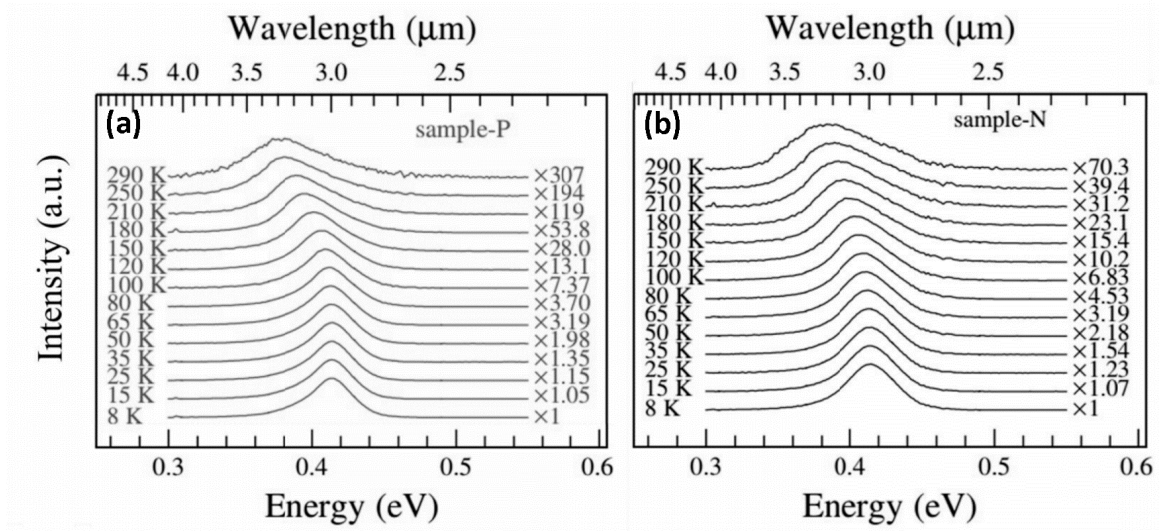 Wavelength (μm)
4.5 4.0 3.5 3.0 2.5
(a)
sample-P
290 K ×307
250 K ×194
210 K ×119
180 K ×53.8
150 K ×28.0
120 K ×13.1
100 K ×7.37
80 K ×3.70
65 K ×3.19
50 K ×1.98
35 K ×1.35
25 K ×1.15
15 K ×1.05
8 K ×1
0.3 0.4 0.5 0.6
Energy (eV)
Intensity (a.u.)
Wavelength (μm)
4.5 4.0 3.5 3.0 2.5
(b)
sample-N
290 K ×70.3
250 K ×39.4
210 K ×31.2
180 K ×23.1
150 K ×15.4
120 K ×10.2
100 K ×6.83
80 K ×4.53
65 K ×3.19
50 K ×2.18
35 K ×1.54
25 K ×1.23
15 K ×1.07
8 K ×1
0.3 0.4 0.5 0.6
Energy (eV)